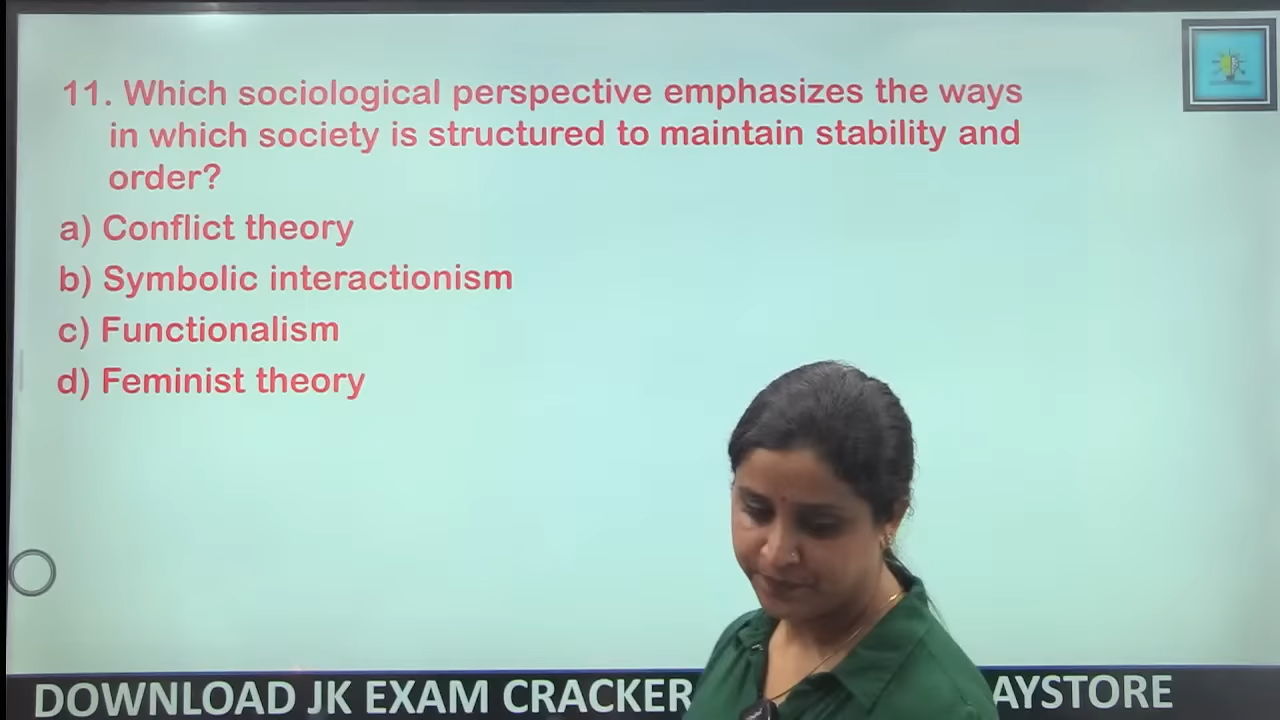 11. Which sociological perspective emphasizes the ways
in which society is structured to maintain stability and
order?
a) Conflict theory
b) Symbolic interactionism
c) Functionalism
d) Feminist theory
DOWNLOAD JK EXAM CRACKER AYSTORE